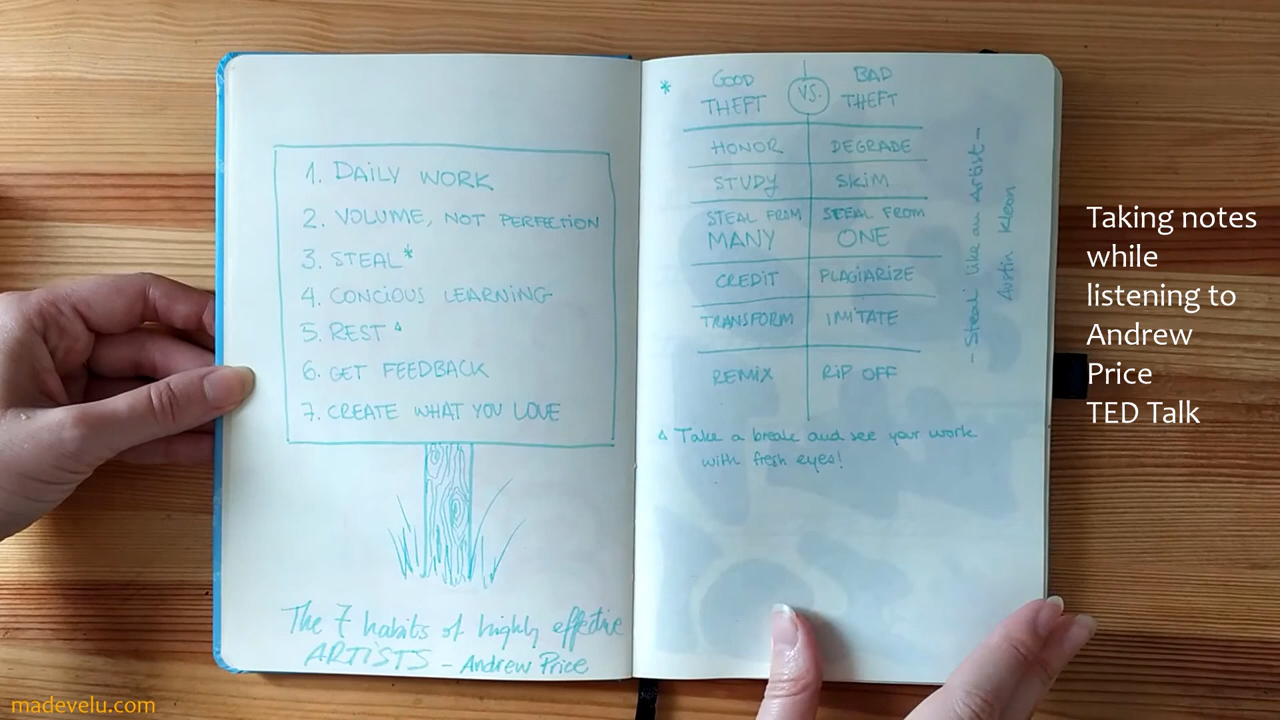 1. DAILY WORK
2. VOLUME, NOT PERFECTION
3. STEAL*
4. CONCIOUS LEARNING
5. REST △
6. GET FEEDBACK
7. CREATE WHAT YOU LOVE
The 7 habits of highly effective
ARTISTS - Andrew Price
* GOOD THEFT VS. BAD THEFT
HONOR DEGRADE
STUDY SKIM
STEAL FROM MANY STEAL FROM ONE
CREDIT PLAGIARIZE
TRANSFORM IMITATE
REMIX RIP OFF
- Steal like an Artist -
Austin Kleon
△ Take a break and see your work
with fresh eyes!
Taking notes
while
listening to
Andrew
Price
TED Talk
madevelu.com